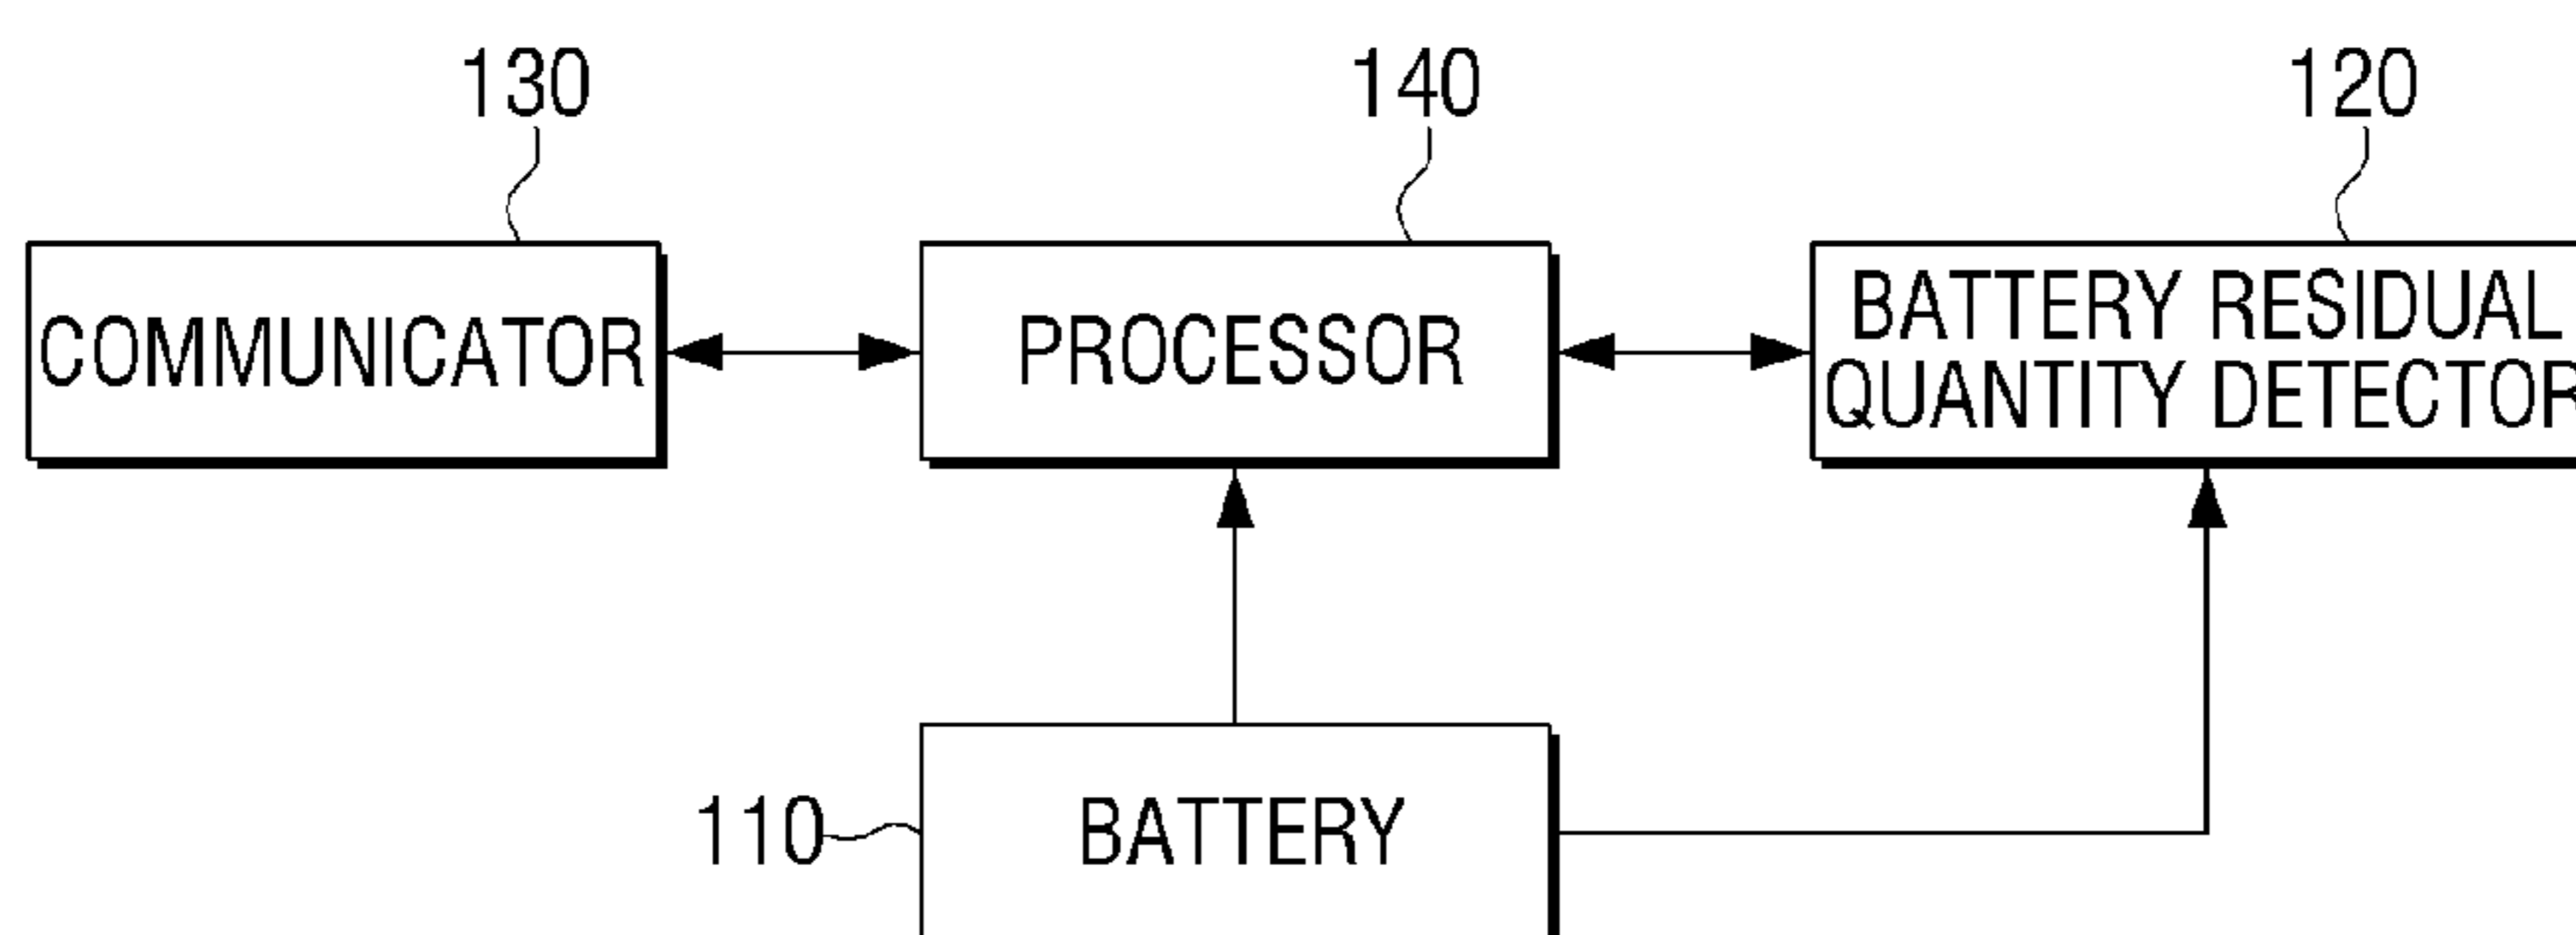 130
140
120
COMMUNICATOR
PROCESSOR
BATTERY RESIDUAL
QUANTITY DETECTOR
110
BATTERY